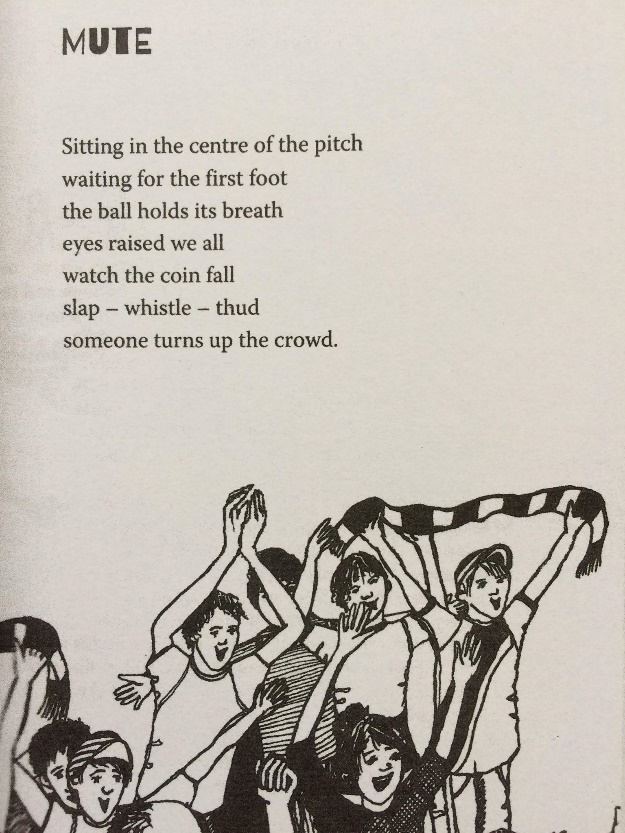 MUTE
Sitting in the centre of the pitch
waiting for the first foot
the ball holds its breath
eyes raised we all
watch the coin fall
slap – whistle – thud
someone turns up the crowd.